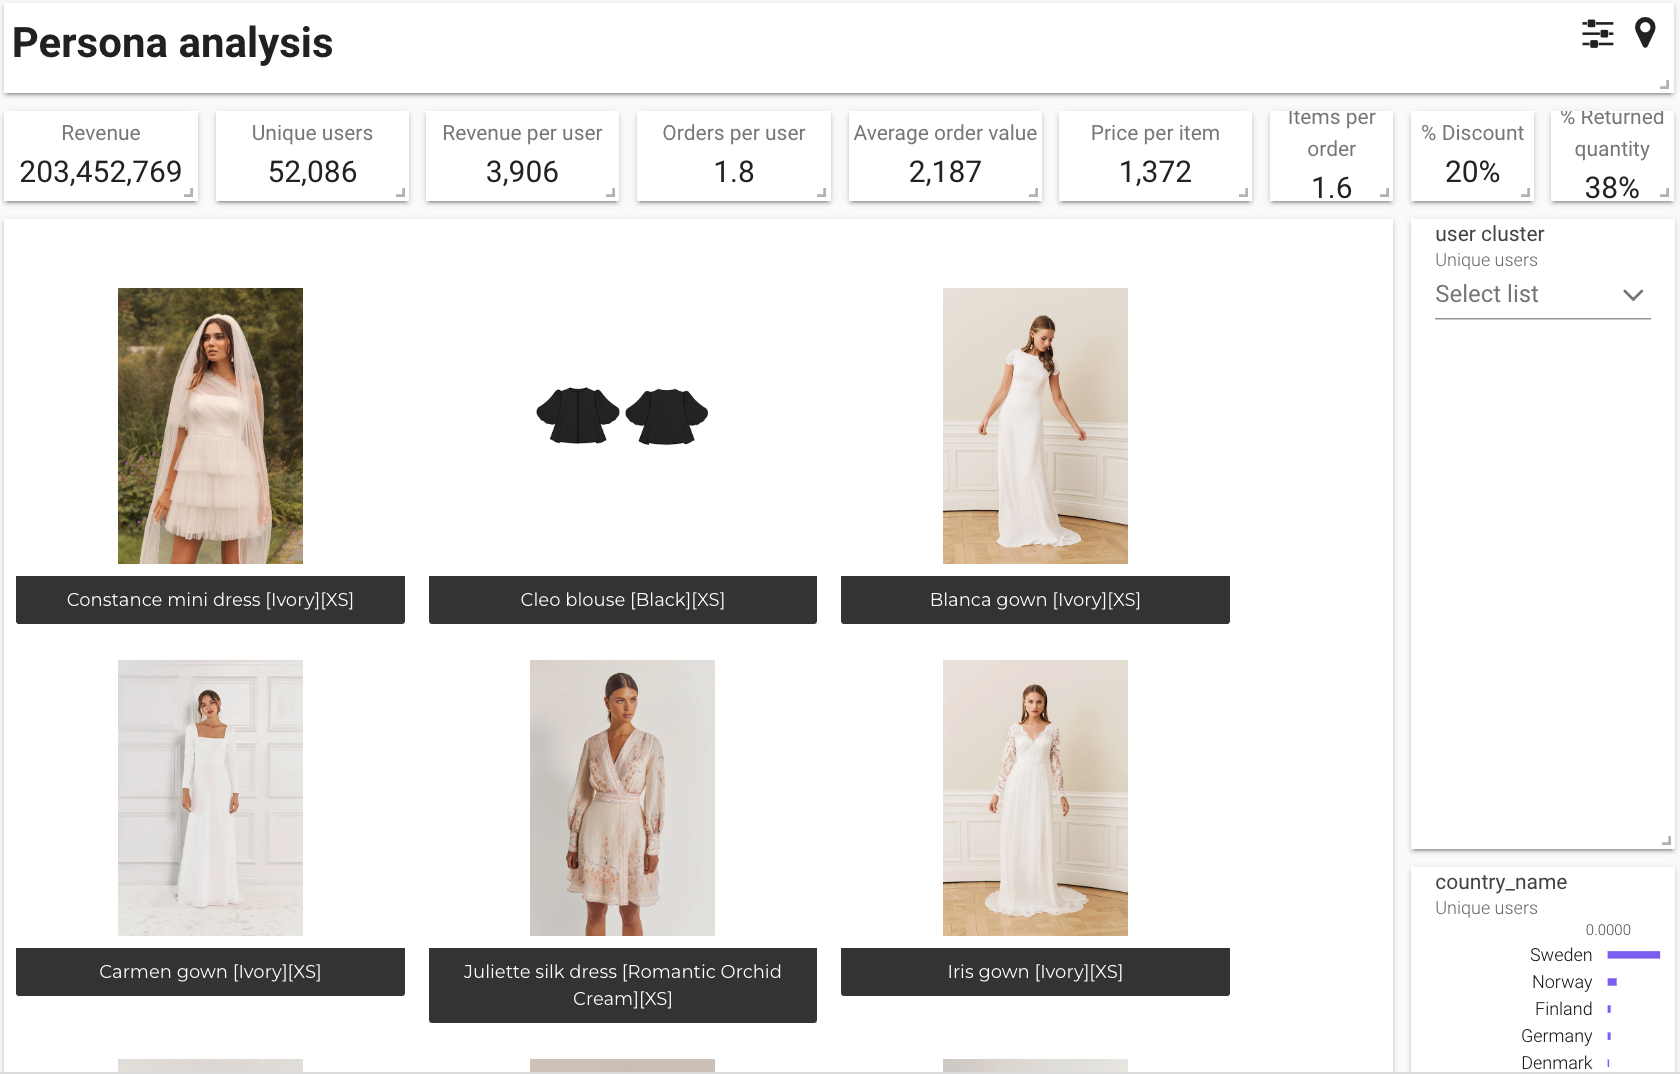 Persona analysis
Revenue
203,452,769
Unique users
52,086
Revenue per user
3,906
Orders per user
1.8
Average order value
2,187
Price per item
1,372
Items per
order
1.6
% Discount
20%
% Returned
quantity
38%
user cluster
Unique users
Select list
Constance mini dress [Ivory][XS]
Cleo blouse [Black][XS]
Blanca gown [Ivory][XS]
Carmen gown [Ivory][XS]
Juliette silk dress [Romantic Orchid
Cream][XS]
Iris gown [Ivory][XS]
country_name
Unique users
0.0000
Sweden
Norway
Finland
Germany
Denmark